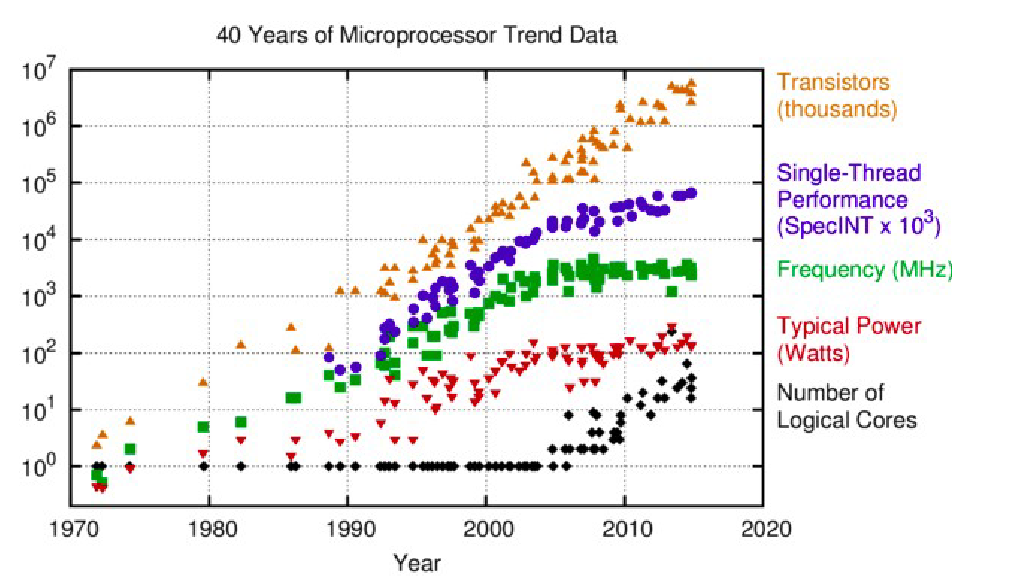 40 Years of Microprocessor Trend Data
10^7
10^6
10^5
10^4
10^3
10^2
10^1
10^0
1970 1980 1990 2000 2010 2020
Year
Transistors
(thousands)
Single-Thread
Performance
(SpecINT x 10^3)
Frequency (MHz)
Typical Power
(Watts)
Number of
Logical Cores